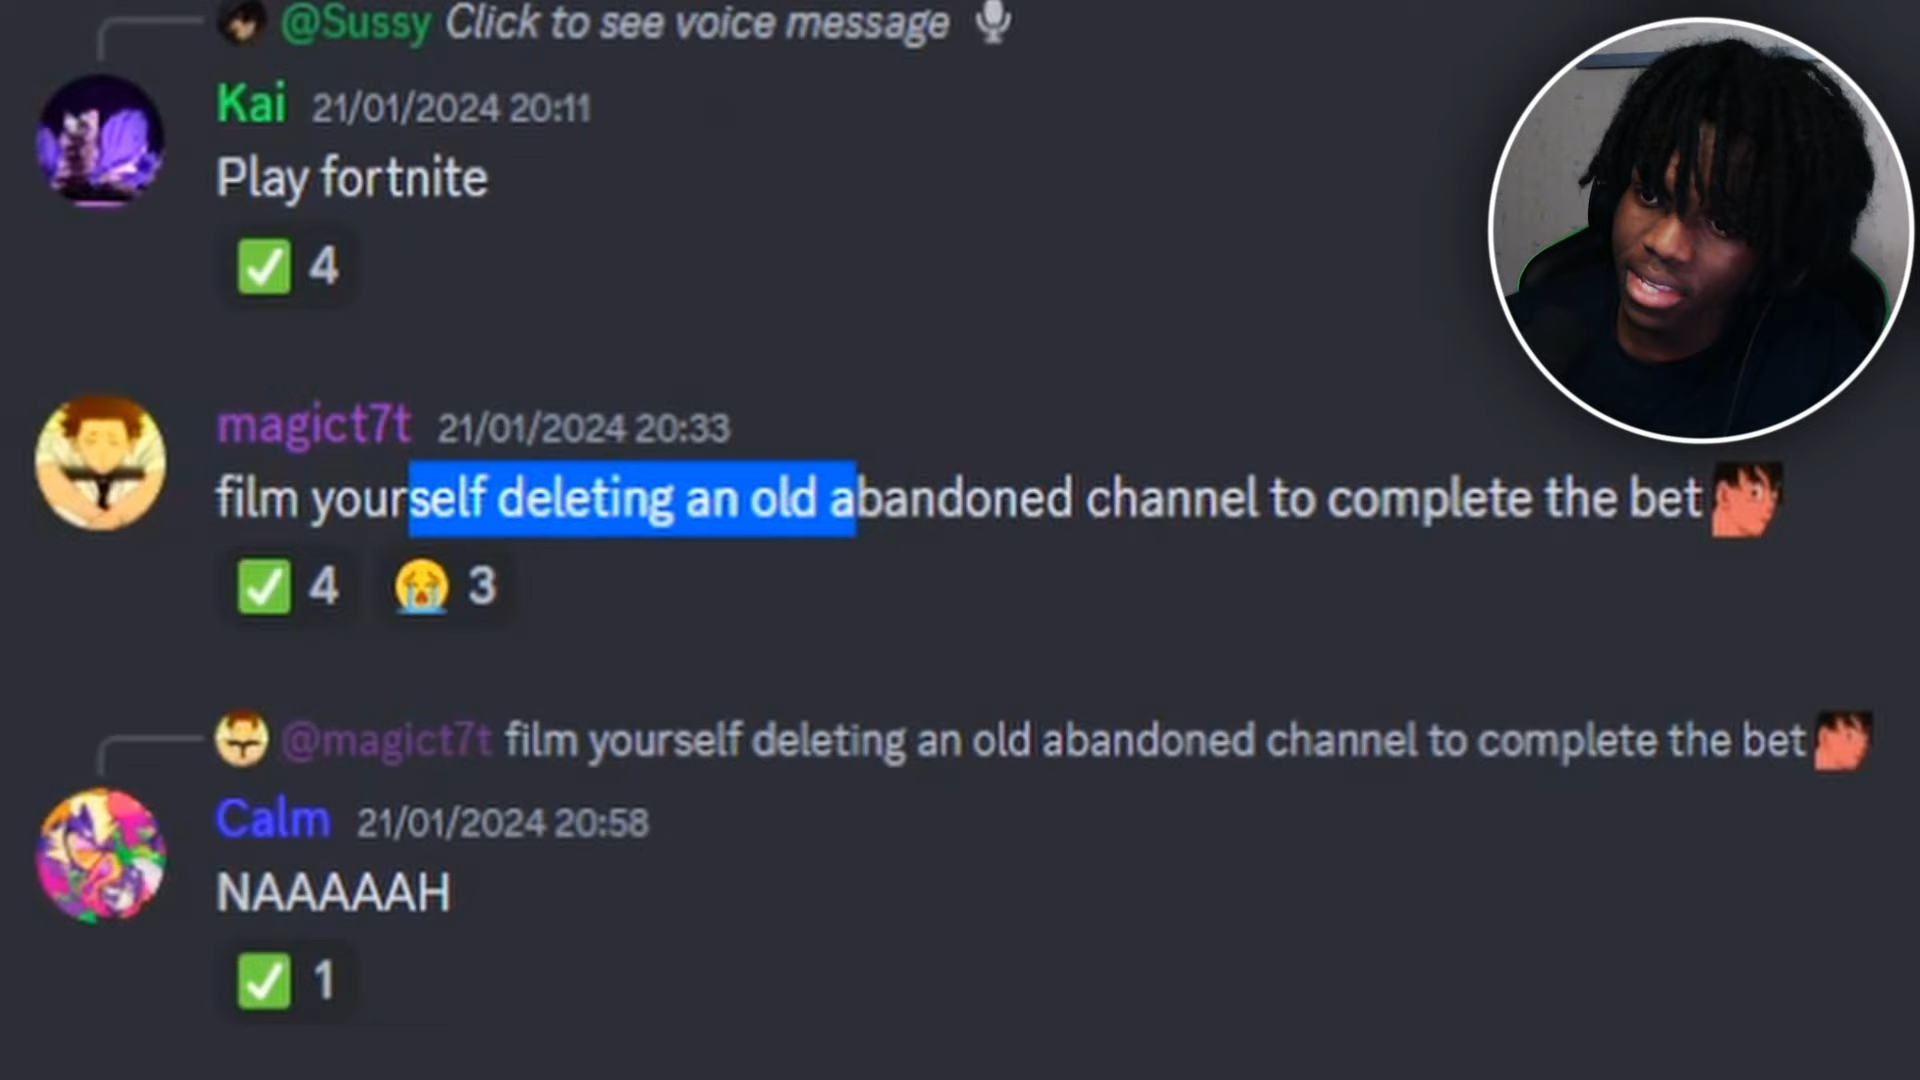 @Sussy Click to see voice message
Kai 21/01/2024 20:11
Play fortnite
4
magict7t 21/01/2024 20:33
film yourself deleting an old abandoned channel to complete the bet
4 3
@magict7t film yourself deleting an old abandoned channel to complete the bet
Calm 21/01/2024 20:58
NAAAAAH
1